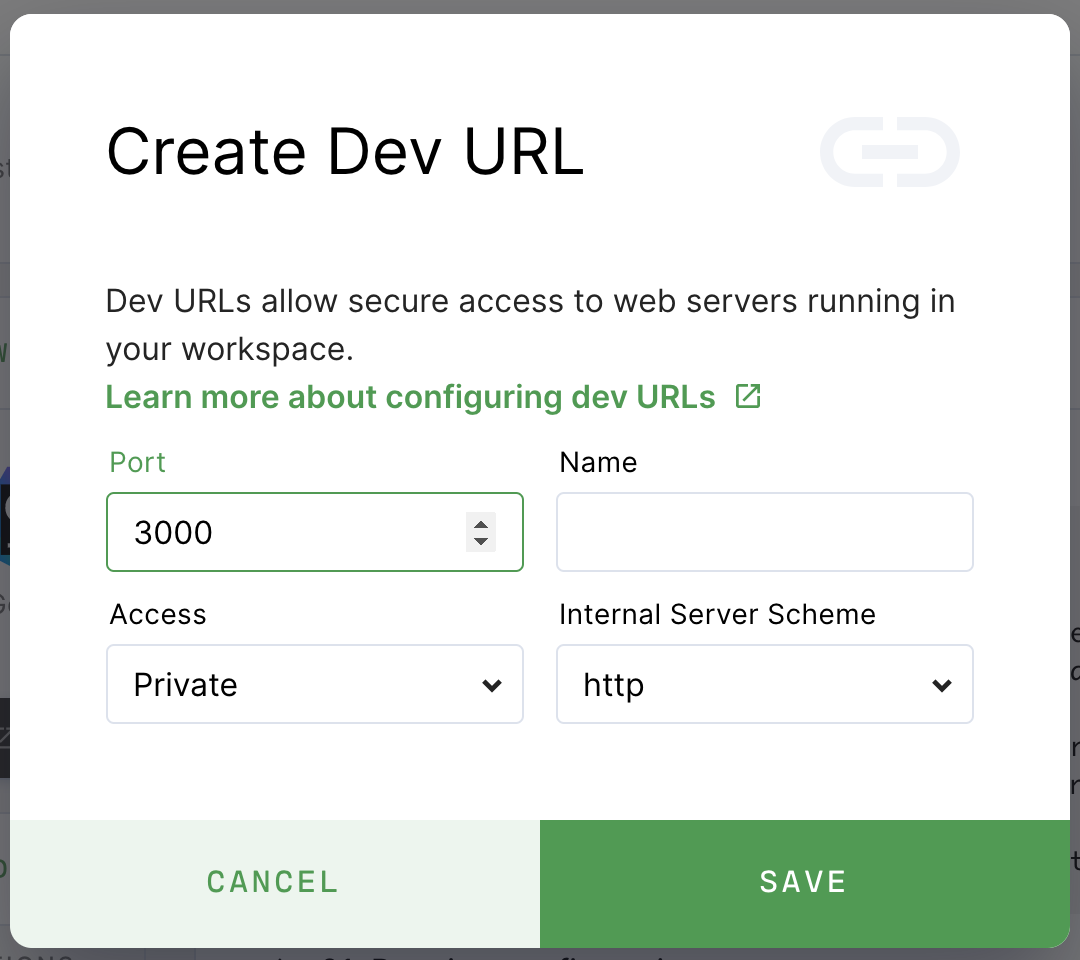 Create Dev URL
Dev URLs allow secure access to web servers running in
your workspace.
Learn more about configuring dev URLs
Port
Name
3000
Access
Internal Server Scheme
Private
http
CANCEL
SAVE